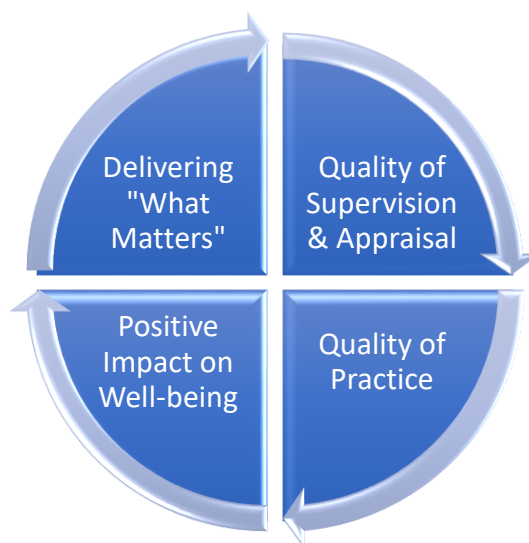 Delivering
"What
Matters"
Quality of
Supervision
& Appraisal
Positive
Impact on
Well-being
Quality of
Practice